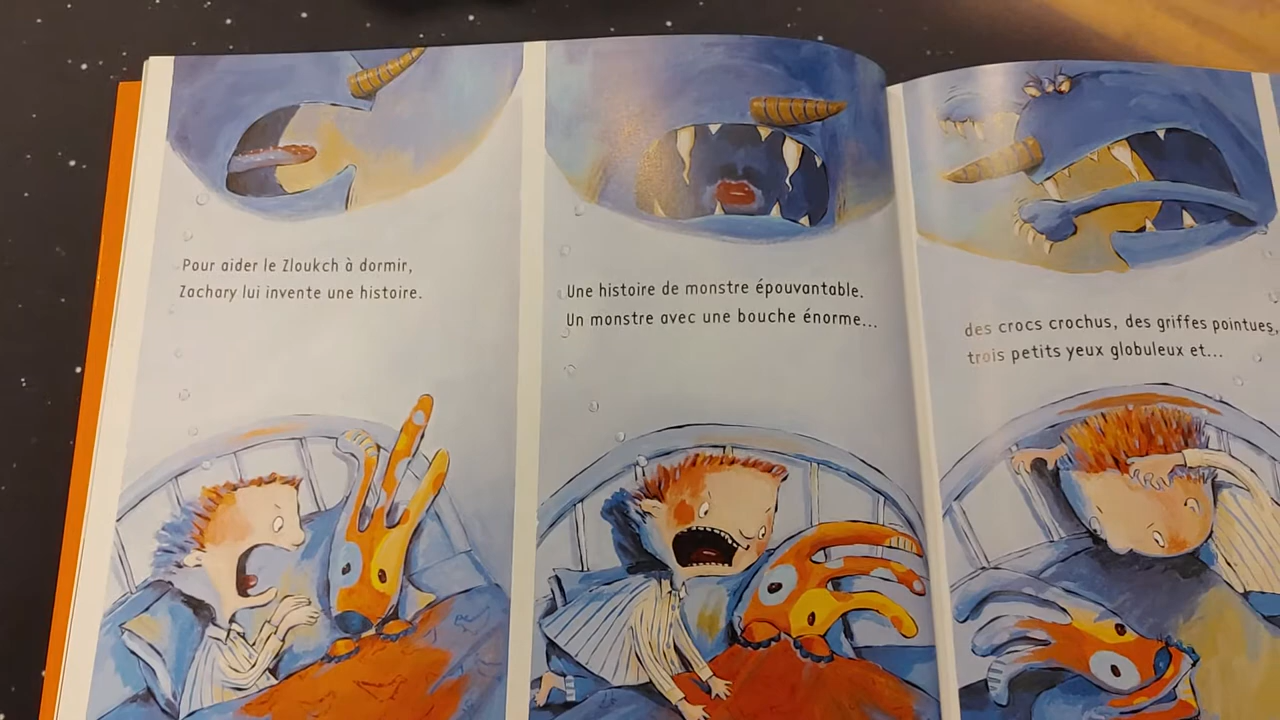 Pour aider le Zloukch à dormir,
Zachary lui invente une histoire.
Une histoire de monstre épouvantable.
Un monstre avec une bouche énorme...
des crocs crochus, des griffes pointues,
trois petits yeux globuleux et...